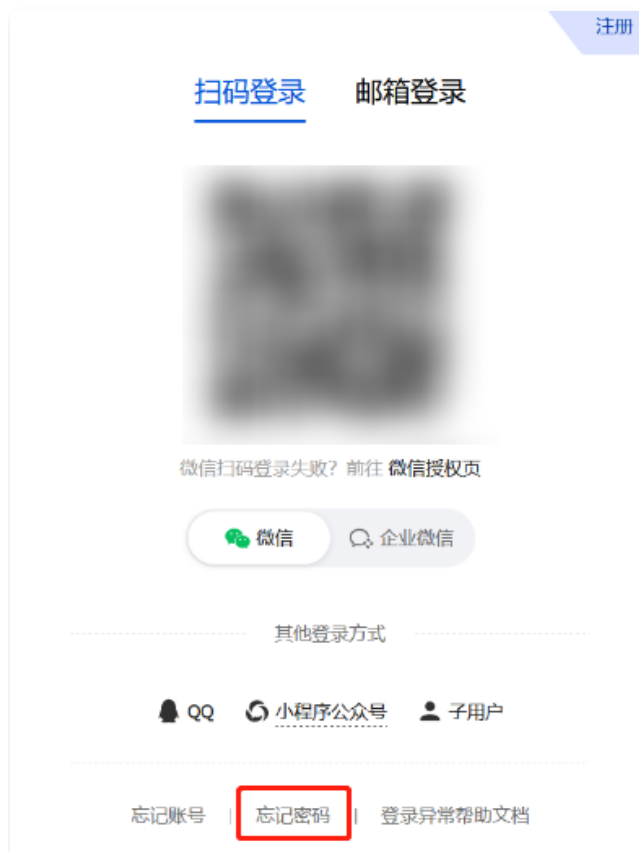 注册
扫码登录 邮箱登录
微信扫码登录失败？前往 微信授权页
微信 企业微信
其他登录方式
QQ 小程序公众号 子用户
忘记账号 | 忘记密码 | 登录异常帮助文档